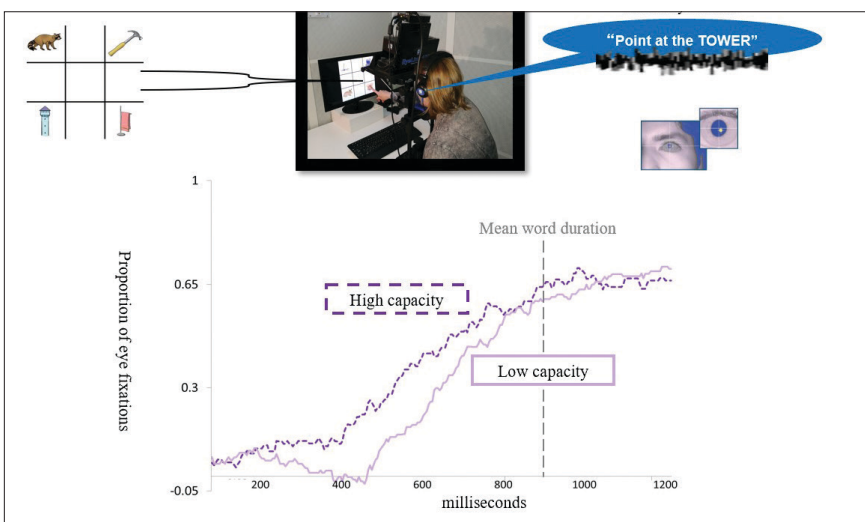 “Point at the TOWER”
1
Mean word duration
0.65
High capacity
Proportion of eye fixations
Low capacity
0.3
-0.05
200
400
600
800
1000
1200
milliseconds